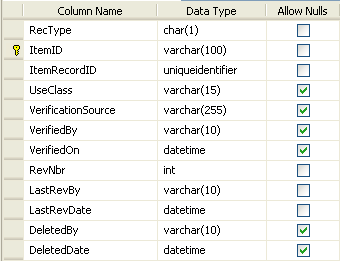 Column Name Data Type Allow Nulls
RecType char(1)
ItemID varchar(100)
ItemRecordID uniqueidentifier
UseClass varchar(15)
VerificationSource varchar(255)
VerifiedBy varchar(10)
VerifiedOn datetime
RevNbr int
LastRevBy varchar(10)
LastRevDate datetime
DeletedBy varchar(10)
DeletedDate datetime